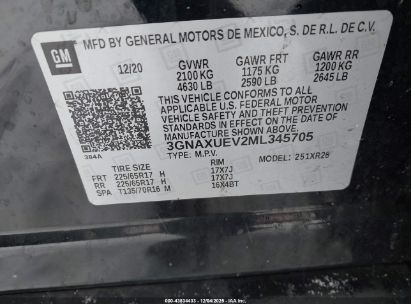 GM
MFD BY GENERAL MOTORS DE MEXICO, S. DE R.L. DE C.V.
12/20 GVWR GAWR FRT GAWR RR
2100 KG 1175 KG 1200 KG
4630 LB 2590 LB 2645 LB
THIS VEHICLE CONFORMS TO ALL APPLICABLE
U.S. FEDERAL MOTOR VEHICLE SAFETY AND THEFT
PREVENTION STANDARDS IN EFFECT ON THE DATE
OF MANUFACTURE SHOWN ABOVE.
3GNAXUEV2ML345705
384A TYPE: M.P.V. MODEL: 251XR26
TIRE SIZE RIM
FRT 225/65R17 H 17X7J
RR 225/65R17 H 17X7J
SPA T135/70R16 M 16X4BT